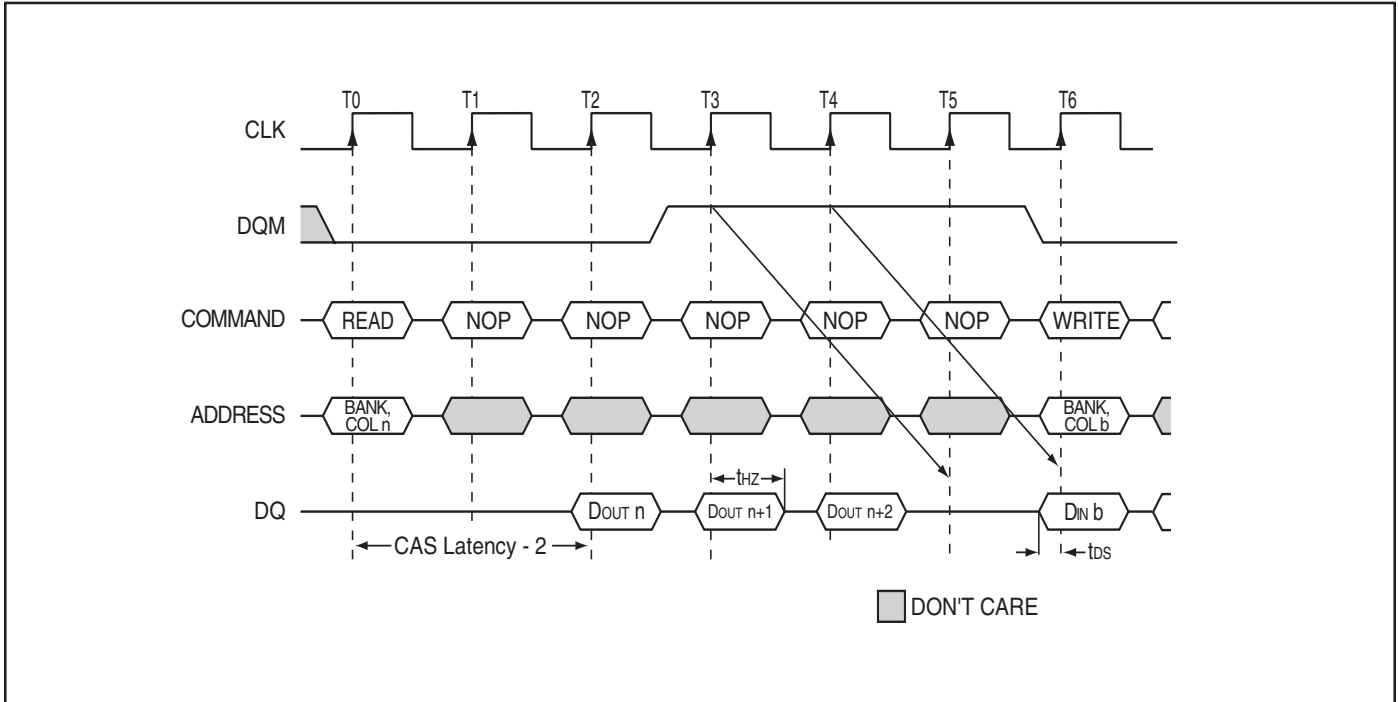 T0 T1 T2 T3 T4 T5 T6
CLK
DQM
COMMAND READ NOP NOP NOP NOP NOP WRITE
ADDRESS BANK, COL n BANK, COL b
tHZ
DQ DOUT n DOUT n+1 DOUT n+2 DIN b
CAS Latency - 2 tDS
DON'T CARE